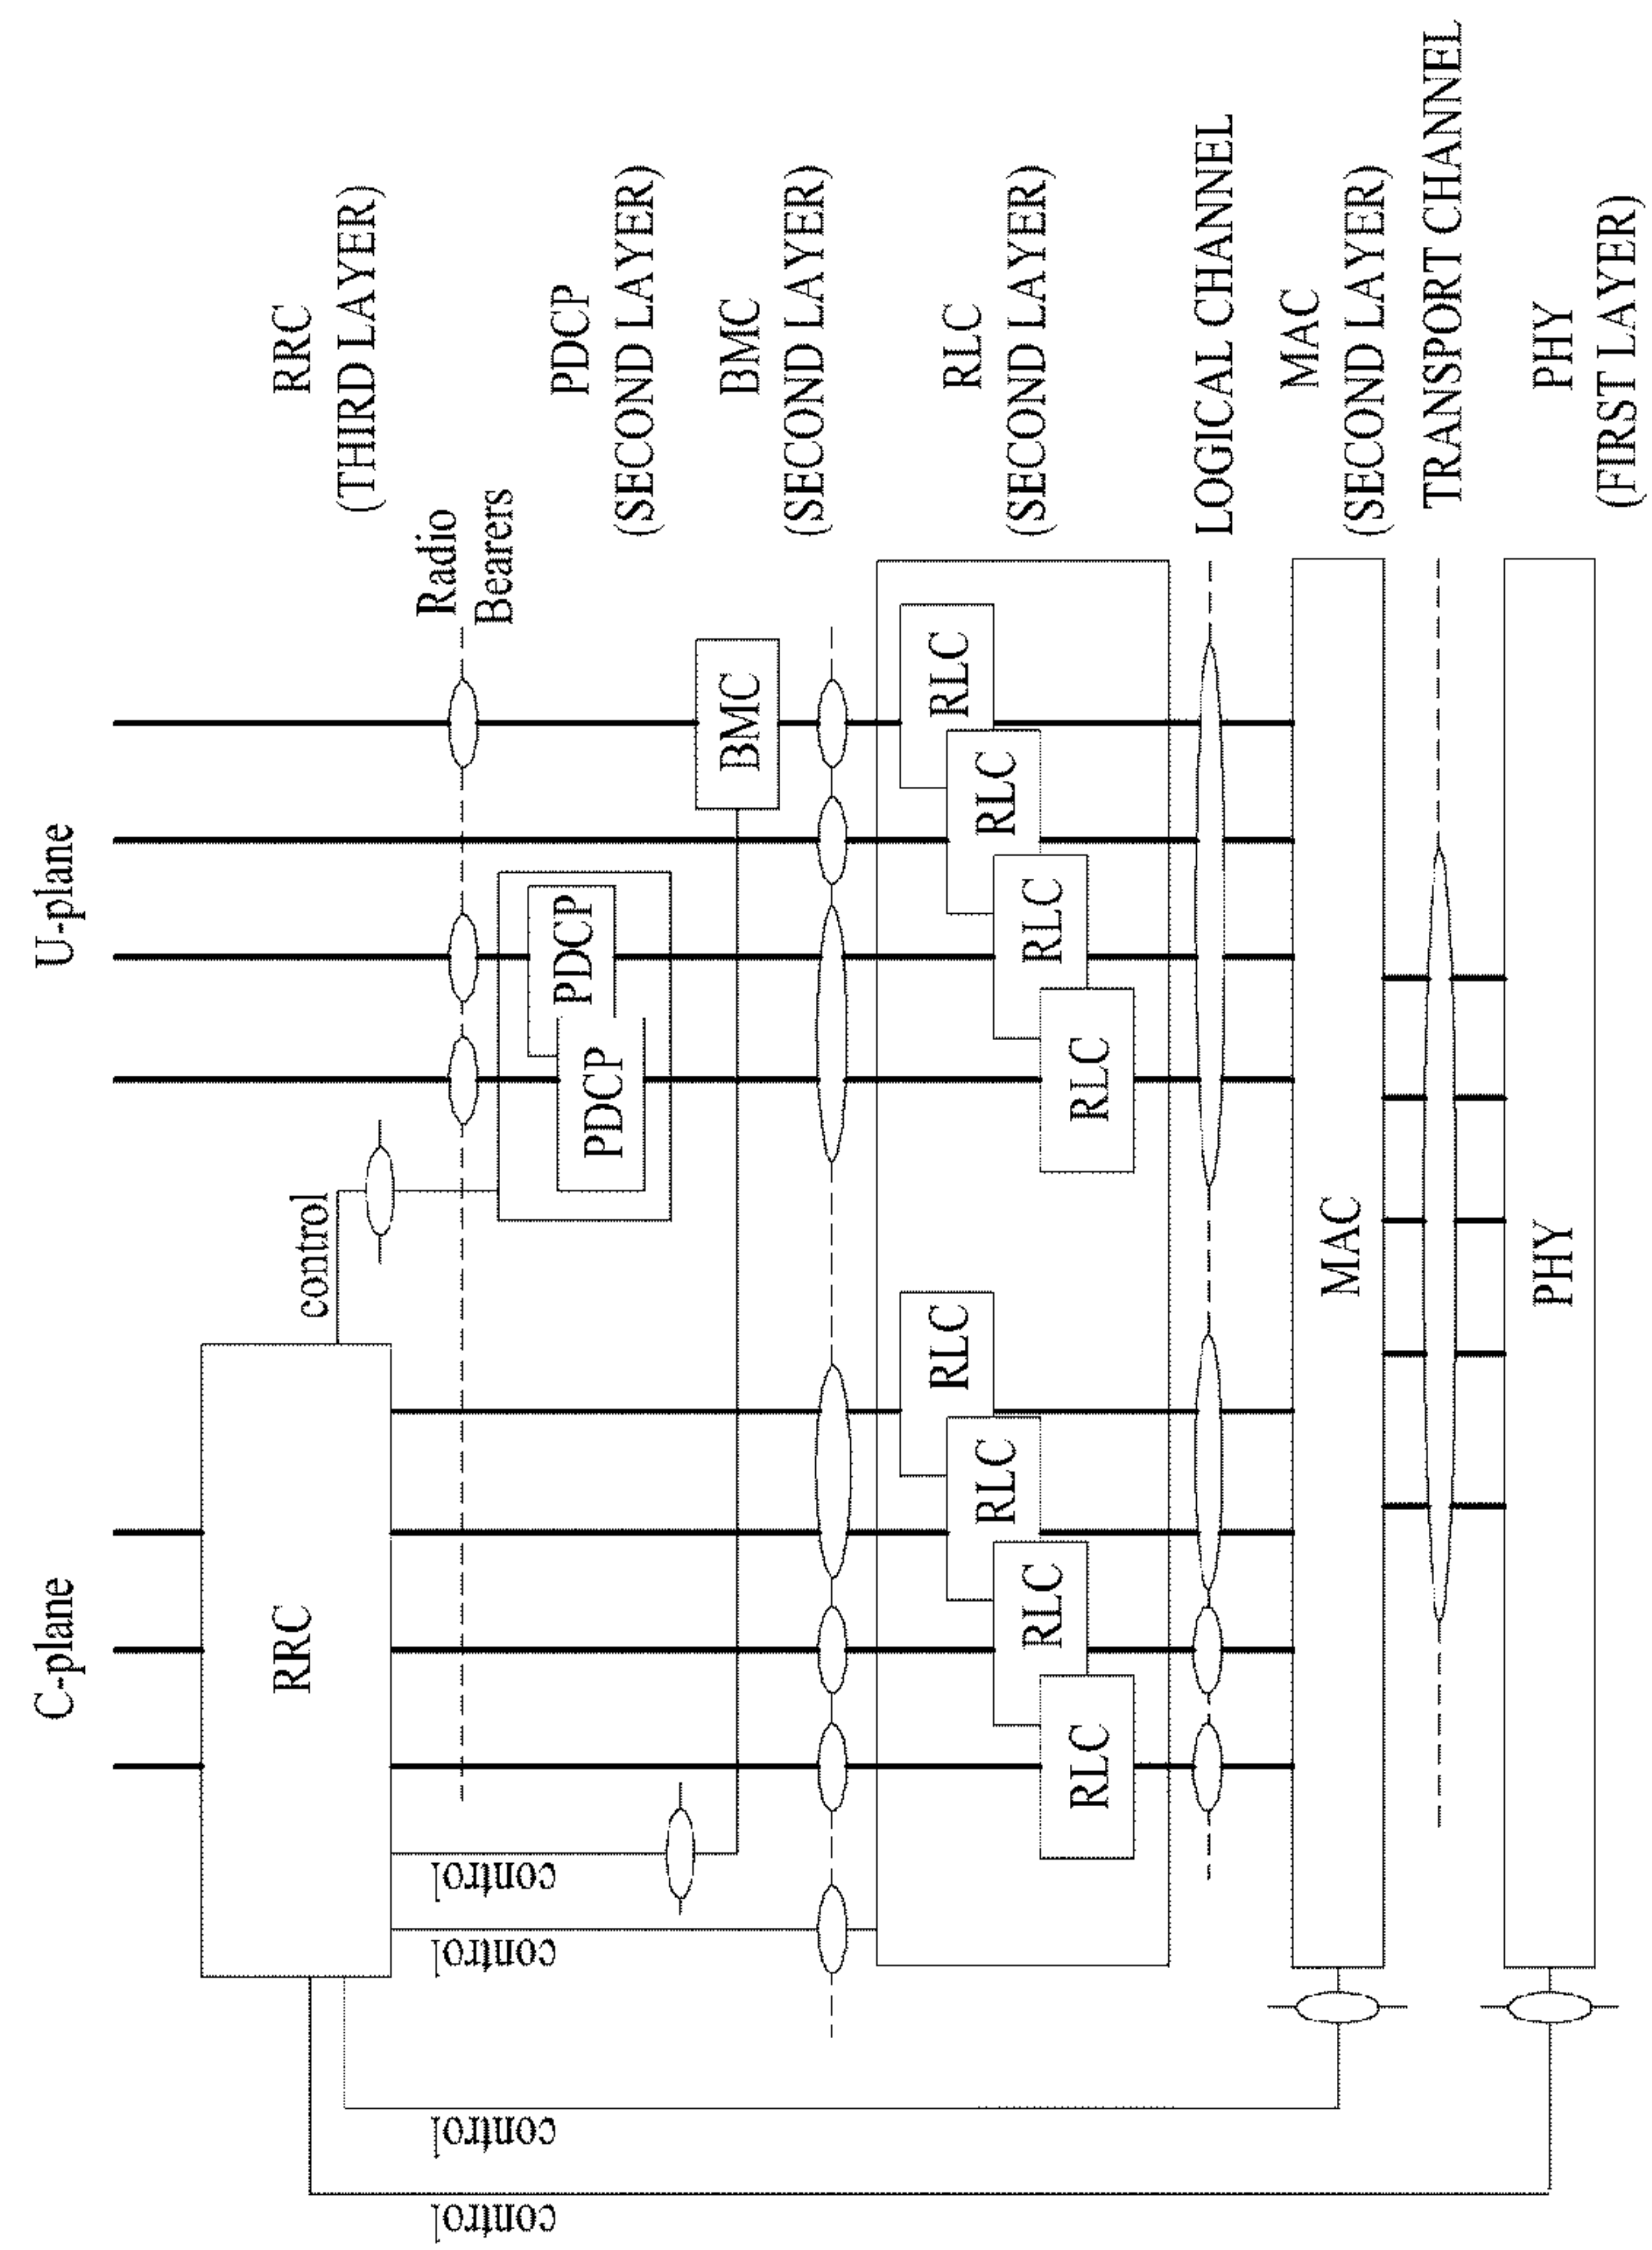 C-plane
U-plane
control
RRC
RRC
(THIRD LAYER)
Radio
Bearers
control
control
control
control
PDCP
PDCP
PDCP
(SECOND LAYER)
BMC
BMC
(SECOND LAYER)
RLC
RLC
RLC
RLC
RLC
RLC
RLC
RLC
RLC
(SECOND LAYER)
LOGICAL CHANNEL
MAC
MAC
(SECOND LAYER)
TRANSPORT CHANNEL
PHY
PHY
(FIRST LAYER)